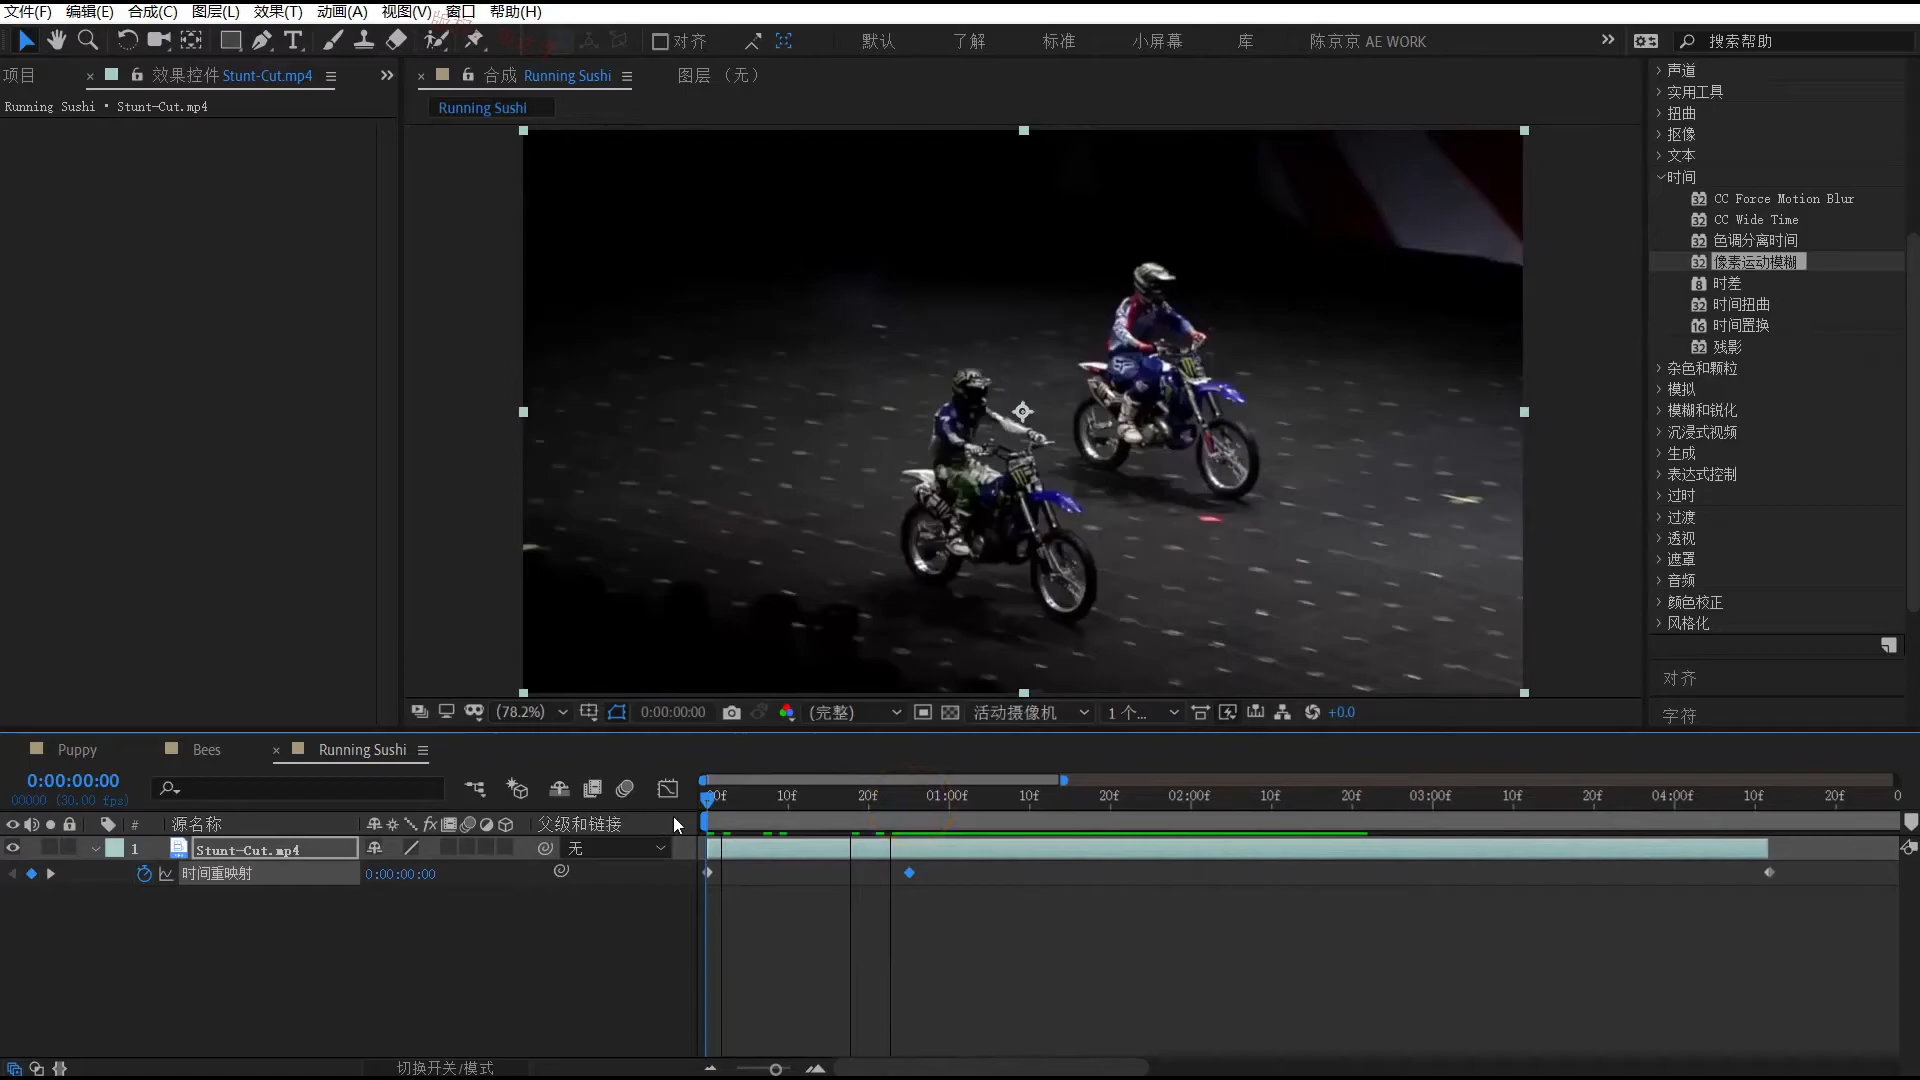 文件(F) 编辑(E) 合成(C) 图层(L) 效果(T) 动画(A) 视图(V) 窗口 帮助(H)
对齐 默认 了解 标准 小屏幕 库 陈京京 AE WORK 搜索帮助
项目 效果控件 Stunt-Cut.mp4 合成 Running Sushi 图层 (无)
Running Sushi • Stunt-Cut.mp4
Running Sushi
声道
实用工具
扭曲
抠像
文本
时间
CC Force Motion Blur
CC Wide Time
色调分离时间
像素运动模糊
时差
时间扭曲
时间置换
残影
杂色和颗粒
模拟
模糊和锐化
沉浸式视频
生成
表达式控制
过时
过渡
透视
遮罩
音频
颜色校正
风格化
对齐
字符
(78.2%) 0:00:00:00 (完整) 活动摄像机 1 个... +0.0
Puppy Bees Running Sushi
0:00:00:00
00000 (30.00 fps)
00f 10f 20f 01:00f 10f 20f 02:00f 10f 20f 03:00f 10f 20f 04:00f 10f 20f 0
# 源名称 父级和链接
1 Stunt-Cut.mp4 无
时间重映射 0:00:00:00
切换开关/模式